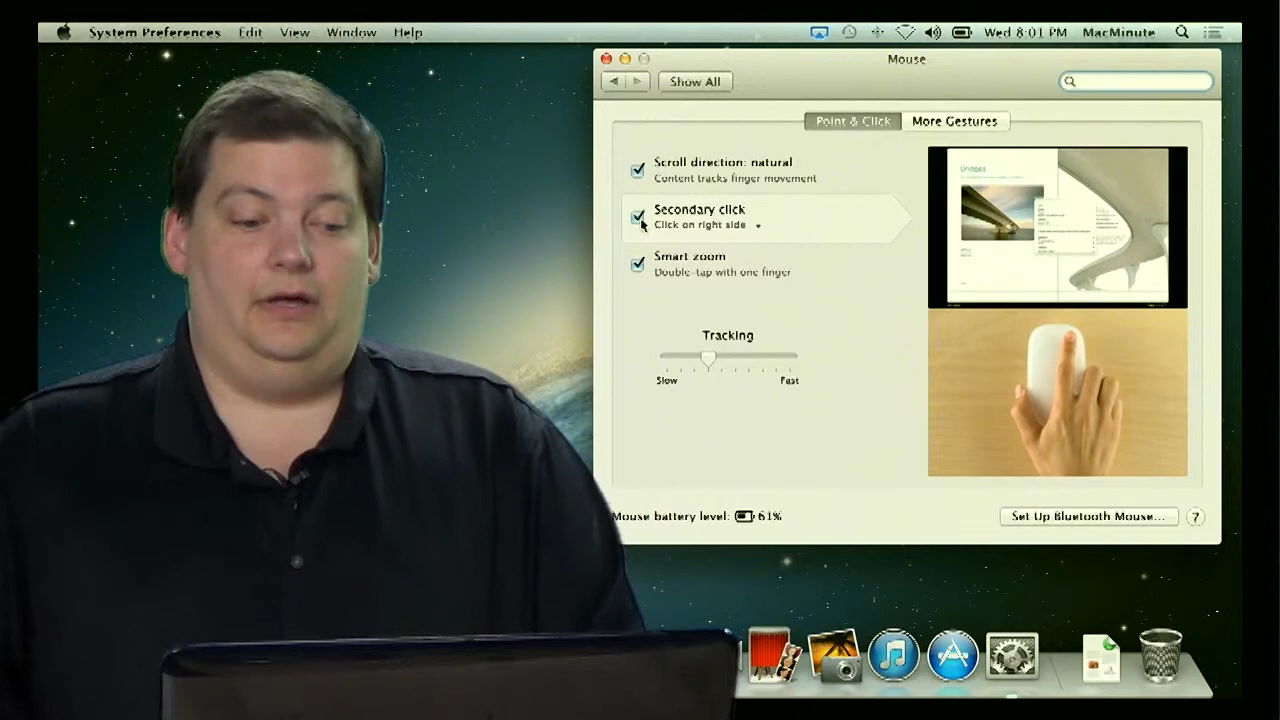 System Preferences Edit View Window Help Wed 8:01 PM MacMinute
Mouse
Show All
Point & Click More Gestures
Scroll direction: natural
Content tracks finger movement
Secondary click
Click on right side
Smart zoom
Double-tap with one finger
Tracking
Slow Fast
Mouse battery level: 61%
Set Up Bluetooth Mouse... ?